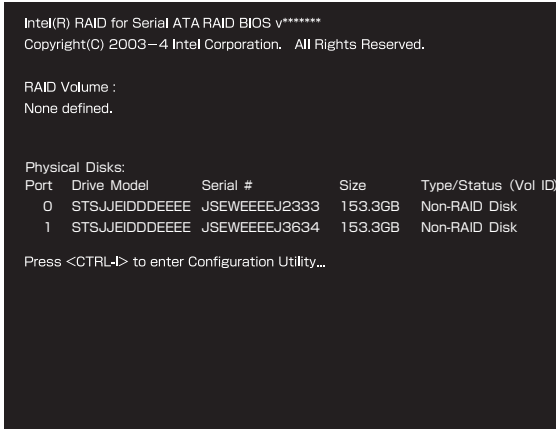 Intel(R) RAID for Serial ATA RAID BIOS v*******
Copyright(C) 2003－4 Intel Corporation. All Rights Reserved.
RAID Volume :
None defined.
Physical Disks:
Port Drive Model Serial # Size Type/Status (Vol ID)
0 STSJJEIDDDEEEE JSEWEEEEJ2333 153.3GB Non-RAID Disk
1 STSJJEIDDDEEEE JSEWEEEEJ3634 153.3GB Non-RAID Disk
Press <CTRL-I> to enter Configuration Utility...